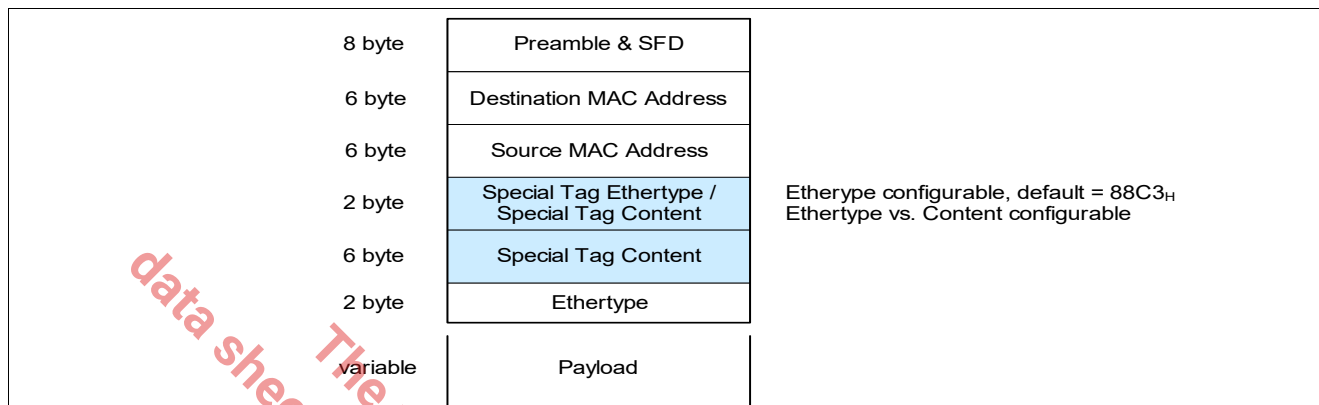 8 byte Preamble & SFD
6 byte Destination MAC Address
6 byte Source MAC Address
2 byte Special Tag Ethertype /
Special Tag Content
Etherype configurable, default = 88C3H
Ethertype vs. Content configurable
6 byte Special Tag Content
2 byte Ethertype
variable Payload
The
data shee